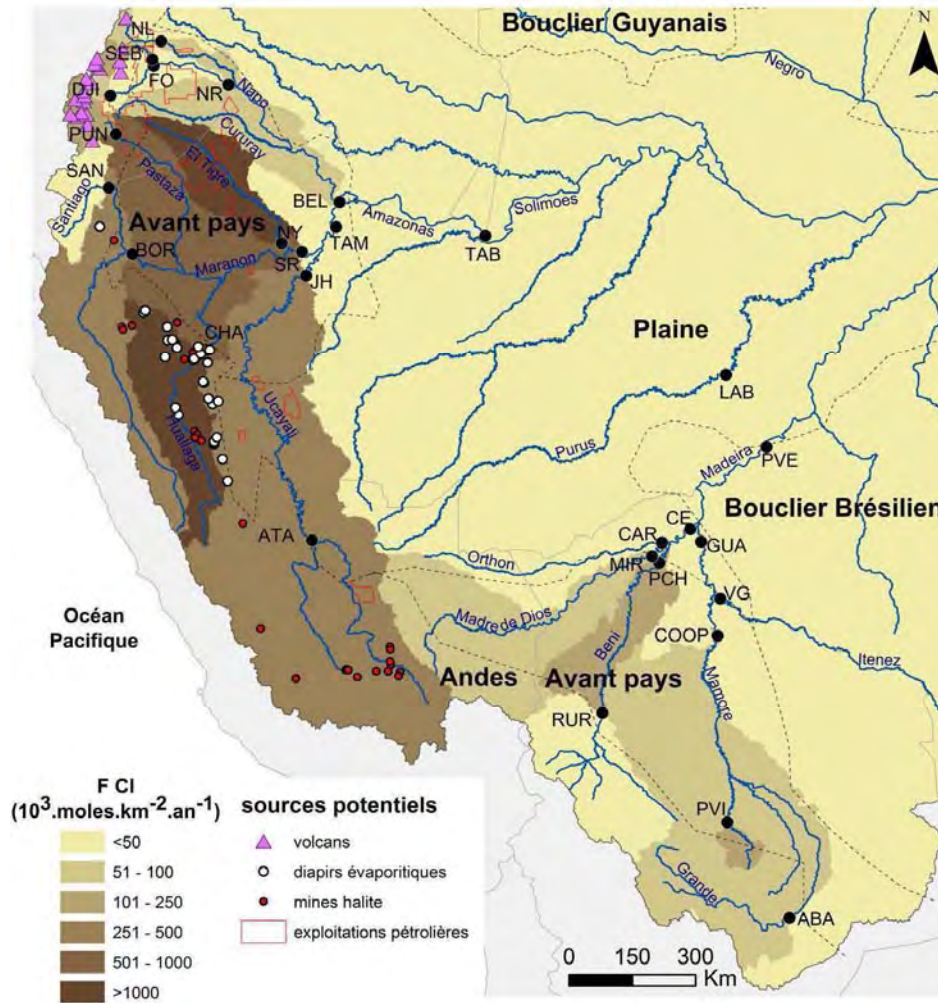 Bouclier Guyanais
N
NL
SEB
FO
DJI
NR
Napo
Negro
PUN
Cururay
El Tigre
SAN
Pastaza
Santiago
BEL
Solimoes
Amazonas
Avant pays
NY
TAM
TAB
BOR
SR
Maranon
JH
Plaine
CHA
LAB
Ucayali
Huallaga
Purus
Madeira
PVE
Bouclier Brésilien
CE
ATA
CAR
GUA
Orthon
MIR
PCH
VG
Océan
Pacifique
Madre de Dios
COOP
Beni
Itenez
Andes
Avant pays
Mamore
RUR
F Cl
(10³.moles.km⁻².an⁻¹)
<50
51 - 100
101 - 250
251 - 500
501 - 1000
>1000
sources potentiels
volcans
diapirs évaporitiques
mines halite
exploitations pétrolières
PVI
Grande
ABA
0 150 300
Km